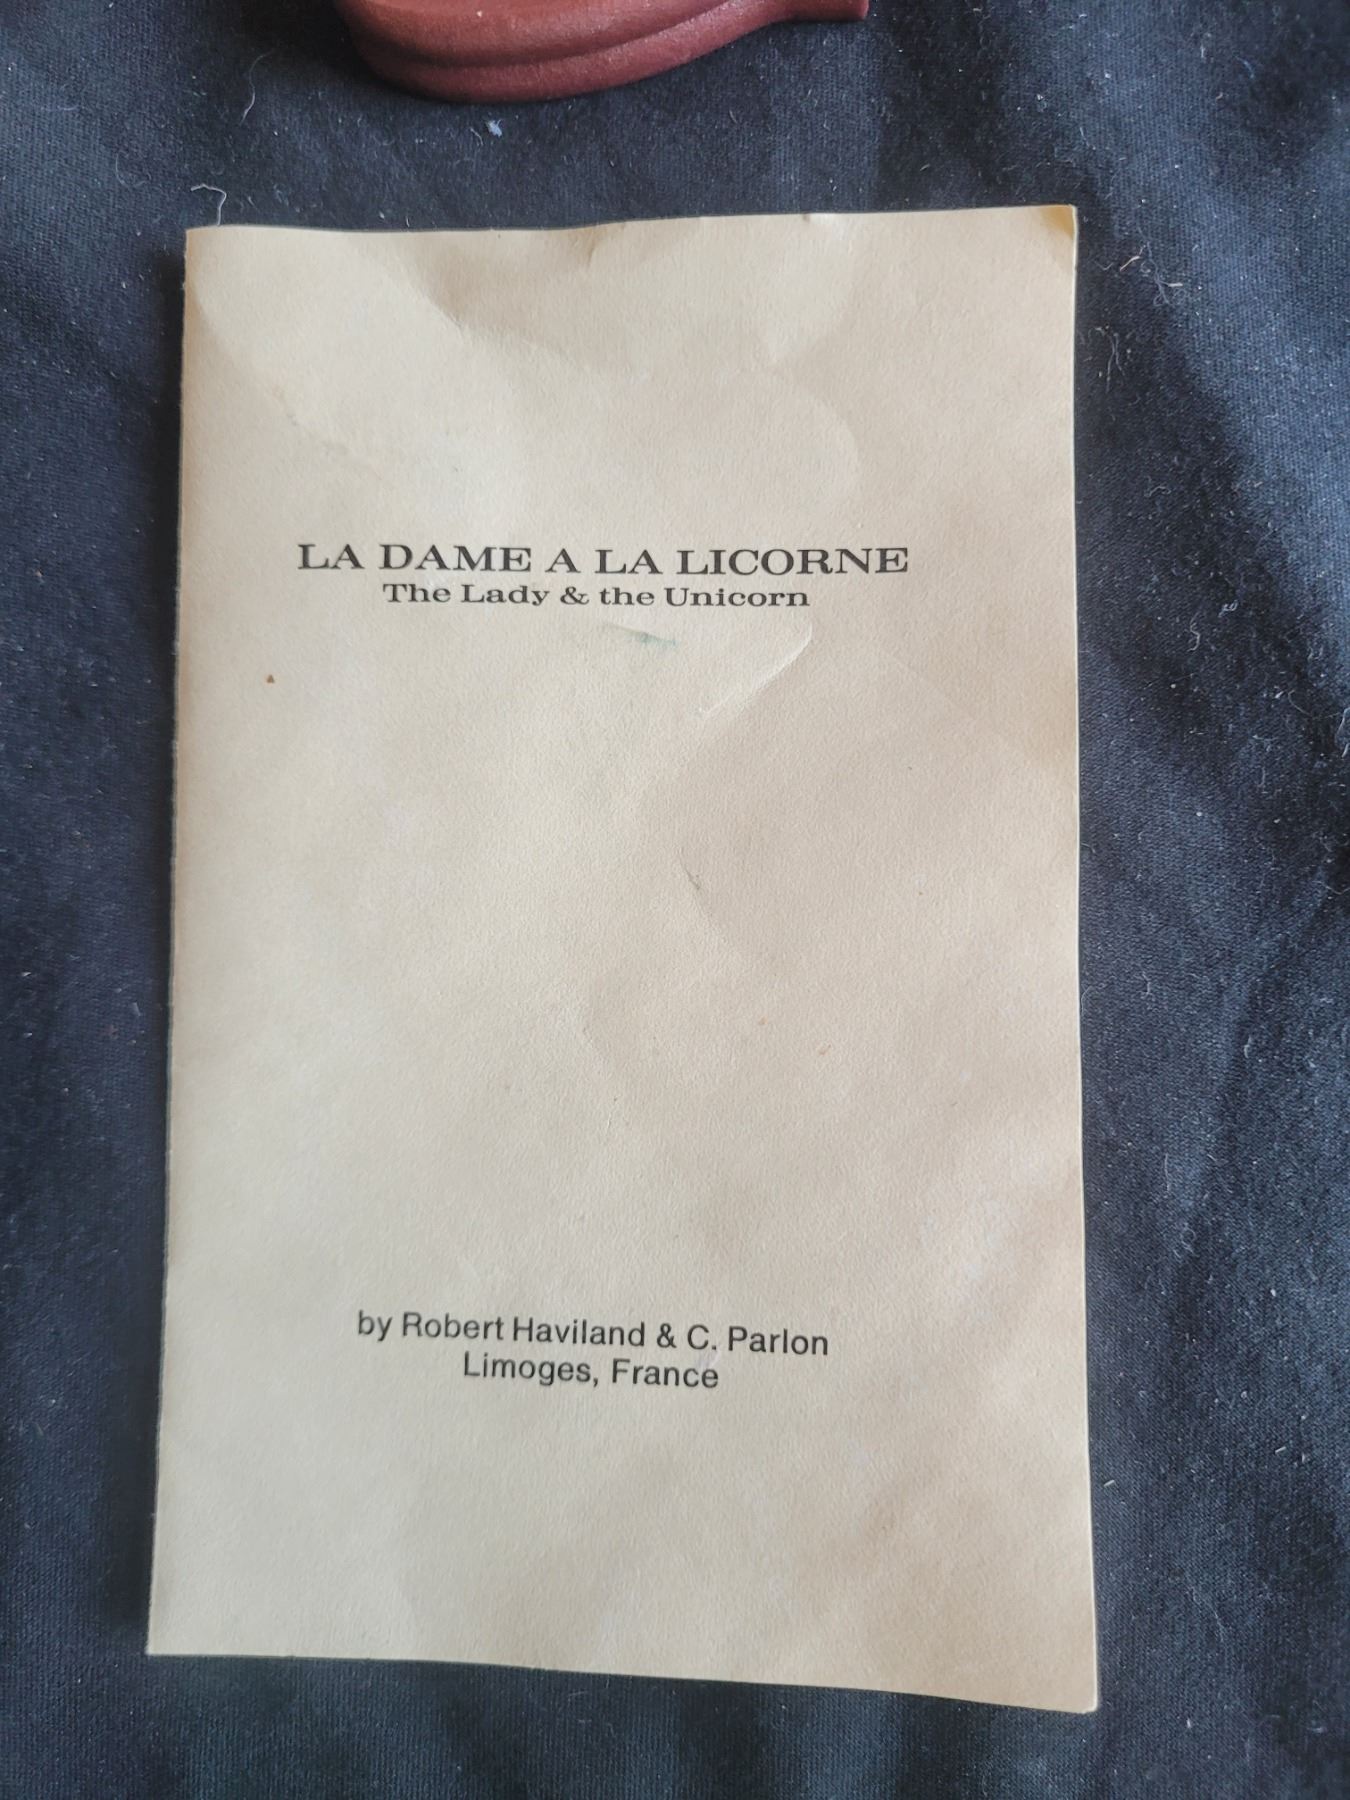 LA DAME A LA LICORNE
The Lady & the Unicorn
by Robert Haviland & C. Parlon
Limoges, France